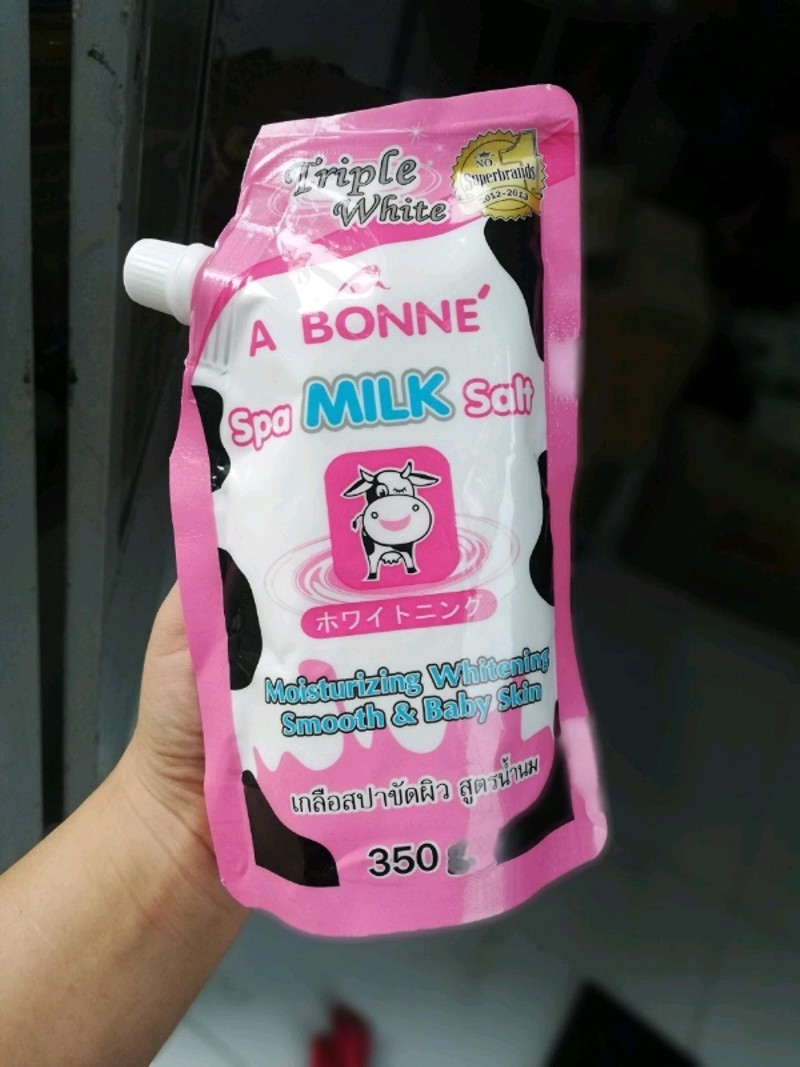 Triple
White
NO 1
Superbrands
2012-2013
A BONNE´
Spa MILK Salt
ホワイトニング
Moisturizing Whitening
Smooth & Baby Skin
เกลือสปาขัดผิว สูตรน้ำนม
350 g.